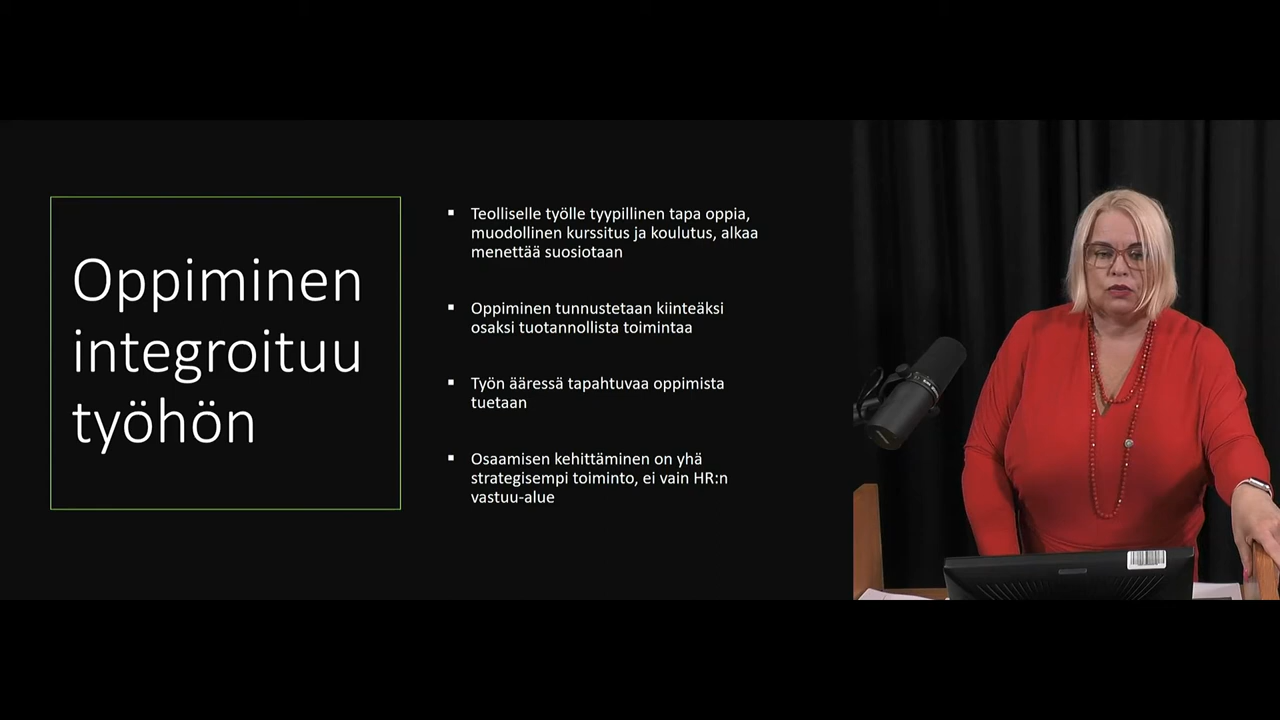 Oppiminen
integroituu
työhön
▪ Teolliselle työlle tyypillinen tapa oppia,
muodollinen kurssitus ja koulutus, alkaa
menettää suosiotaan
▪ Oppiminen tunnustetaan kiinteäksi
osaksi tuotannollista toimintaa
▪ Työn ääressä tapahtuvaa oppimista
tuetaan
▪ Osaamisen kehittäminen on yhä
strategisempi toiminto, ei vain HR:n
vastuu-alue